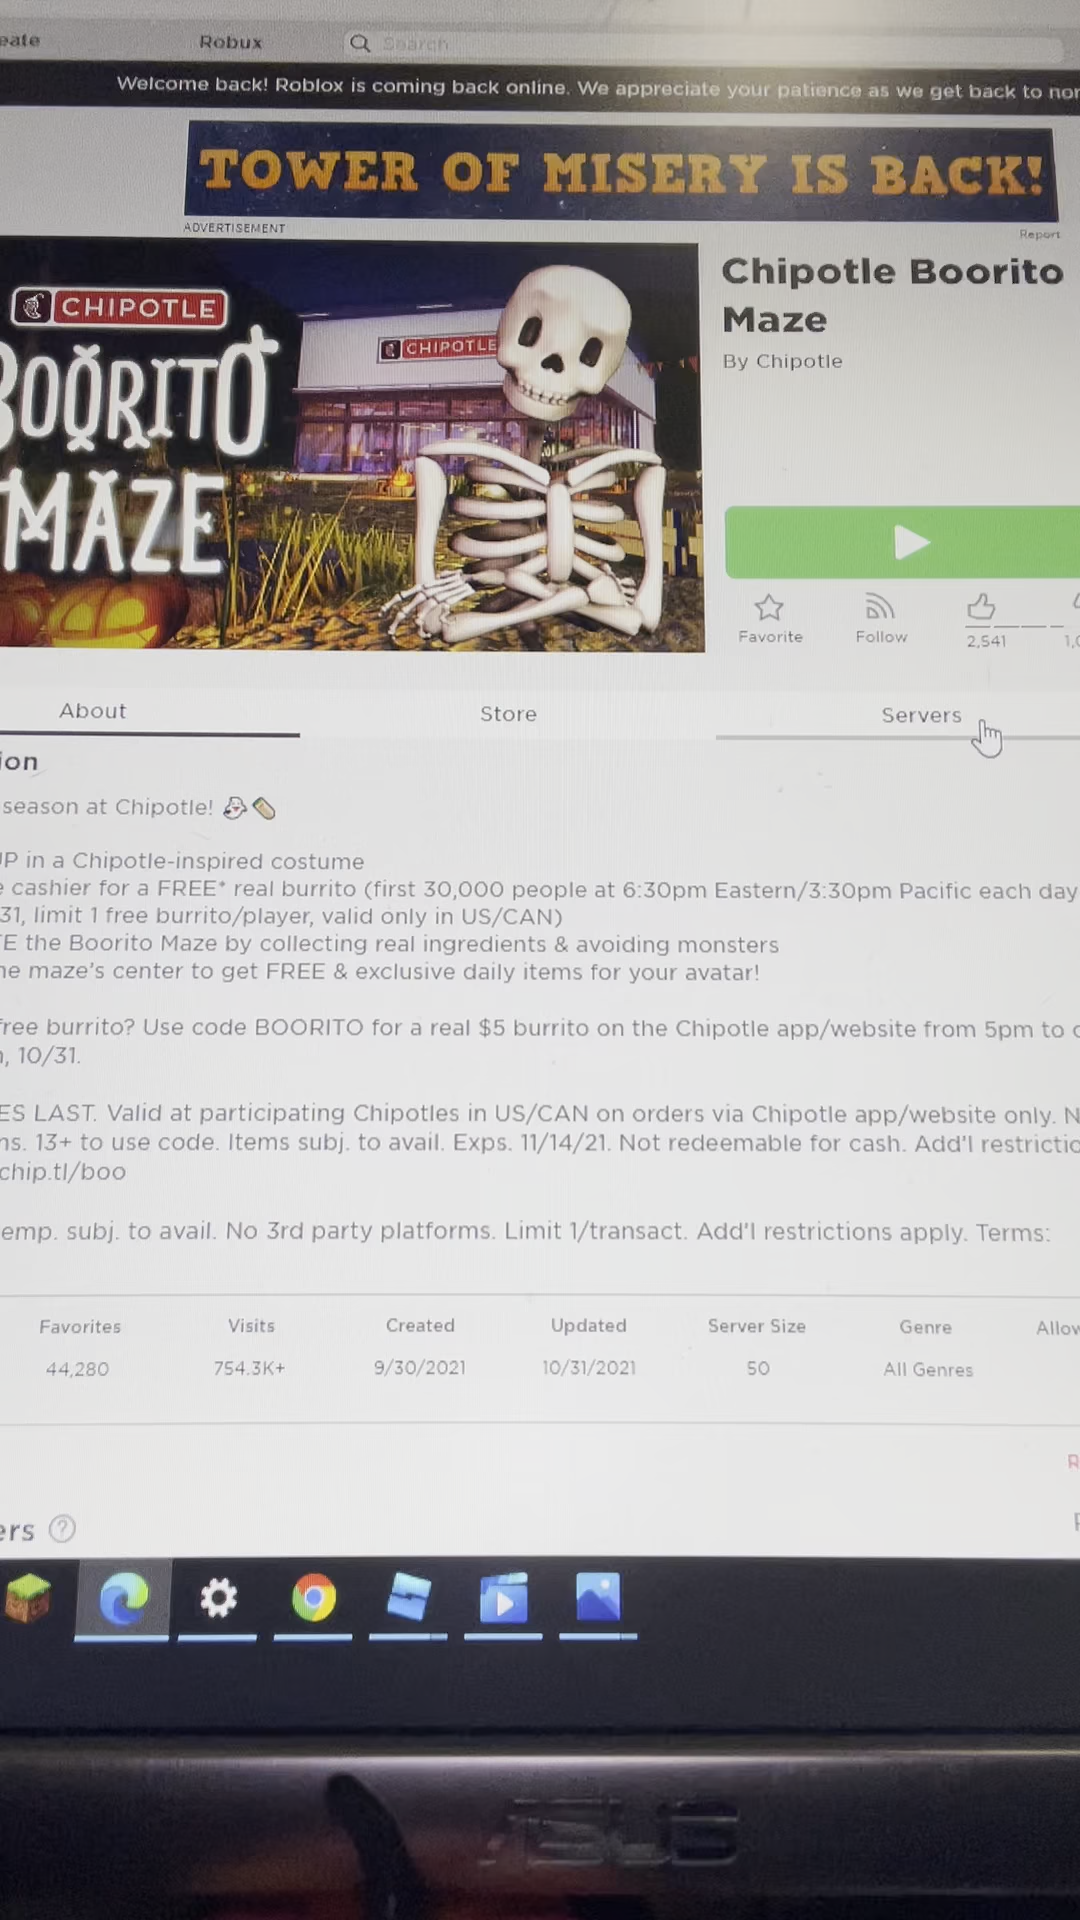 eate
Robux
Search
Welcome back! Roblox is coming back online. We appreciate your patience as we get back to nor
TOWER OF MISERY IS BACK!
ADVERTISEMENT
Report
CHIPOTLE
BOORITO
MAZE
CHIPOTLE
Chipotle Boorito
Maze
By Chipotle
Favorite
Follow
2,541
About
Store
Servers
ion
season at Chipotle! 👻🌯
UP in a Chipotle-inspired costume
e cashier for a FREE* real burrito (first 30,000 people at 6:30pm Eastern/3:30pm Pacific each day
31, limit 1 free burrito/player, valid only in US/CAN)
TE the Boorito Maze by collecting real ingredients & avoiding monsters
he maze's center to get FREE & exclusive daily items for your avatar!
free burrito? Use code BOORITO for a real $5 burrito on the Chipotle app/website from 5pm to c
, 10/31.
ES LAST. Valid at participating Chipotles in US/CAN on orders via Chipotle app/website only. N
ns. 13+ to use code. Items subj. to avail. Exps. 11/14/21. Not redeemable for cash. Add'l restrictio
chip.tl/boo
emp. subj. to avail. No 3rd party platforms. Limit 1/transact. Add'l restrictions apply. Terms:
Favorites
Visits
Created
Updated
Server Size
Genre
Allow
44,280
754.3K+
9/30/2021
10/31/2021
50
All Genres
ers
ASUS